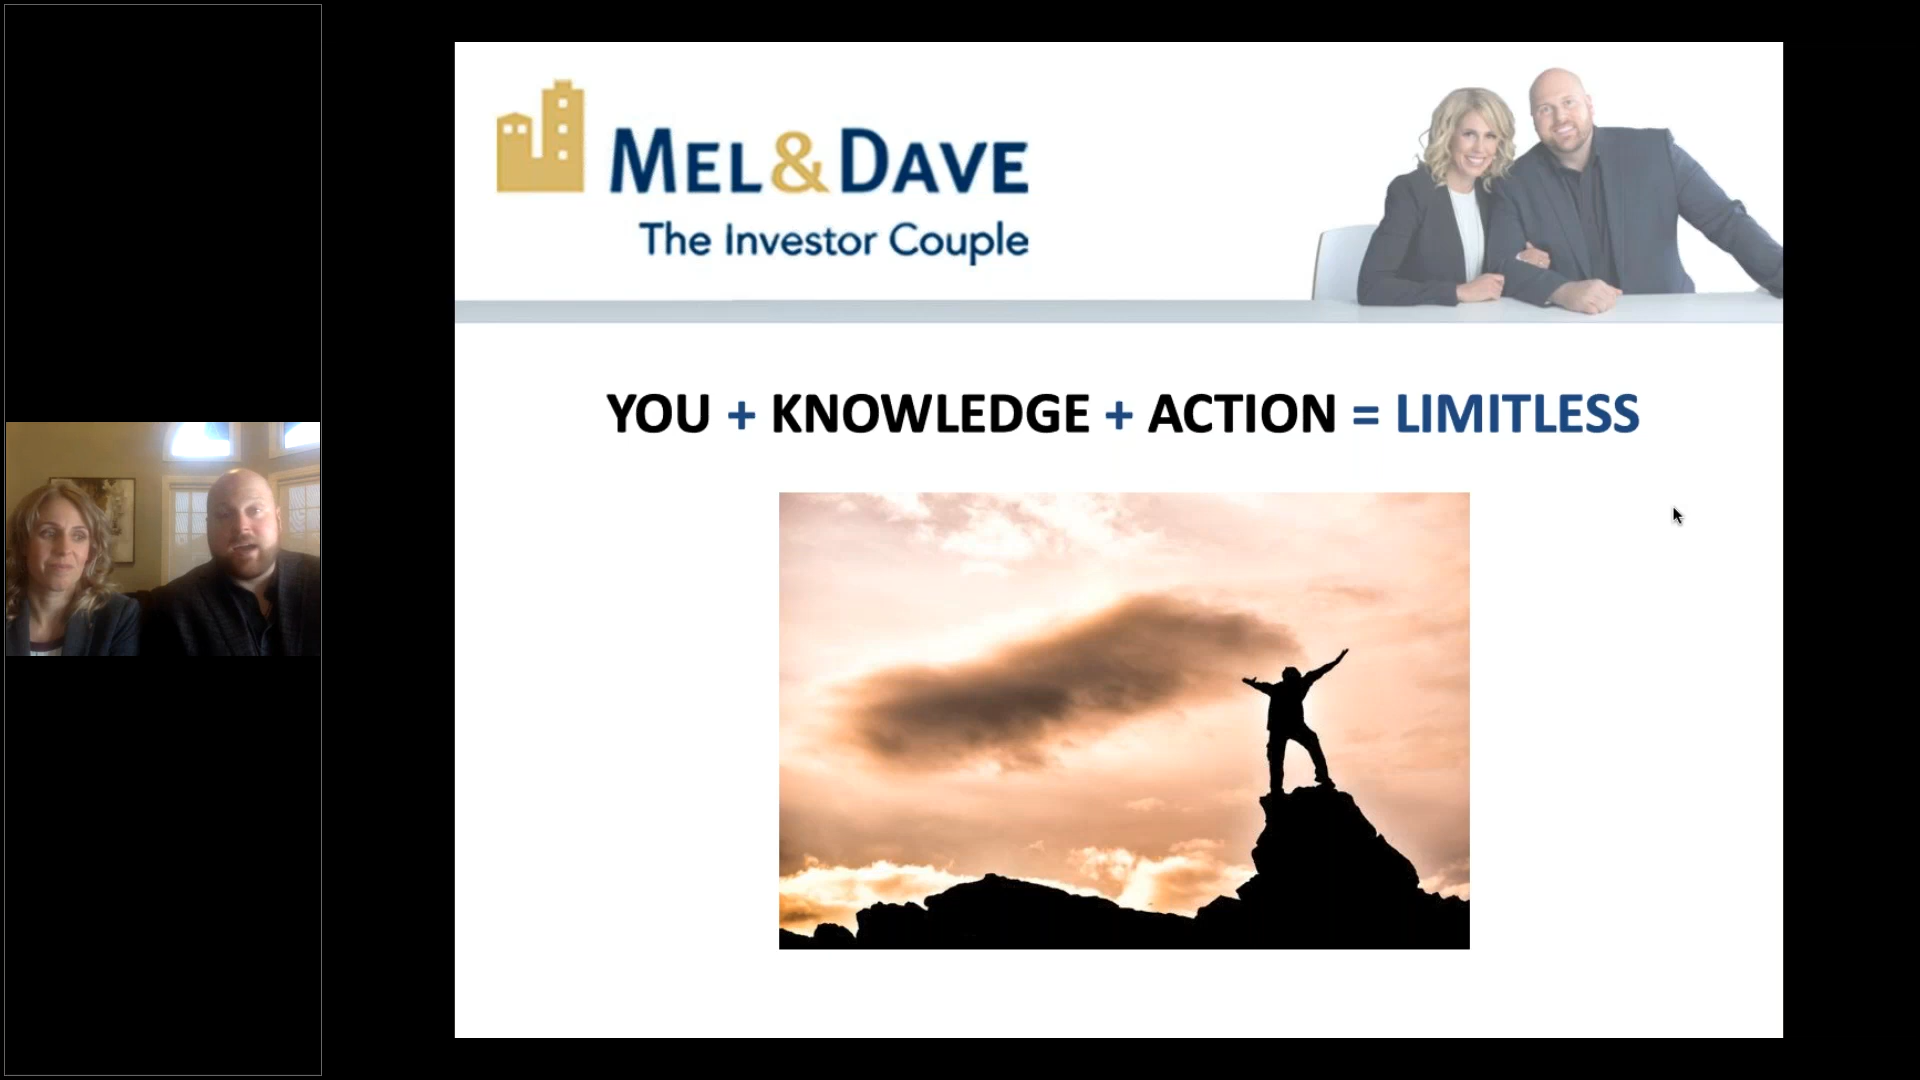 MEL&DAVE
The Investor Couple
YOU + KNOWLEDGE + ACTION = LIMITLESS